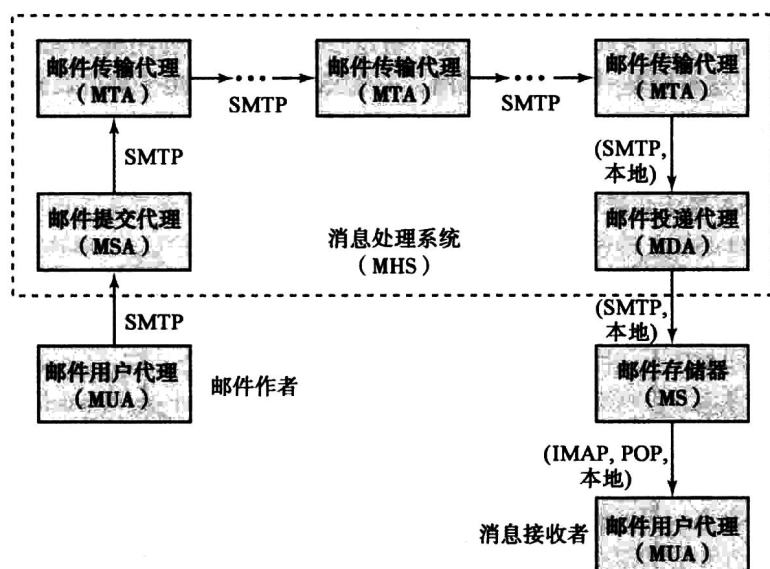 邮件传输代理
（MTA）
SMTP
邮件传输代理
（MTA）
SMTP
邮件传输代理
（MTA）
SMTP
(SMTP,
本地)
邮件提交代理
（MSA）
消息处理系统
（MHS）
邮件投递代理
（MDA）
SMTP
(SMTP,
本地)
邮件用户代理
（MUA）
邮件作者
邮件存储器
（MS）
(IMAP, POP,
本地)
消息接收者
邮件用户代理
（MUA）